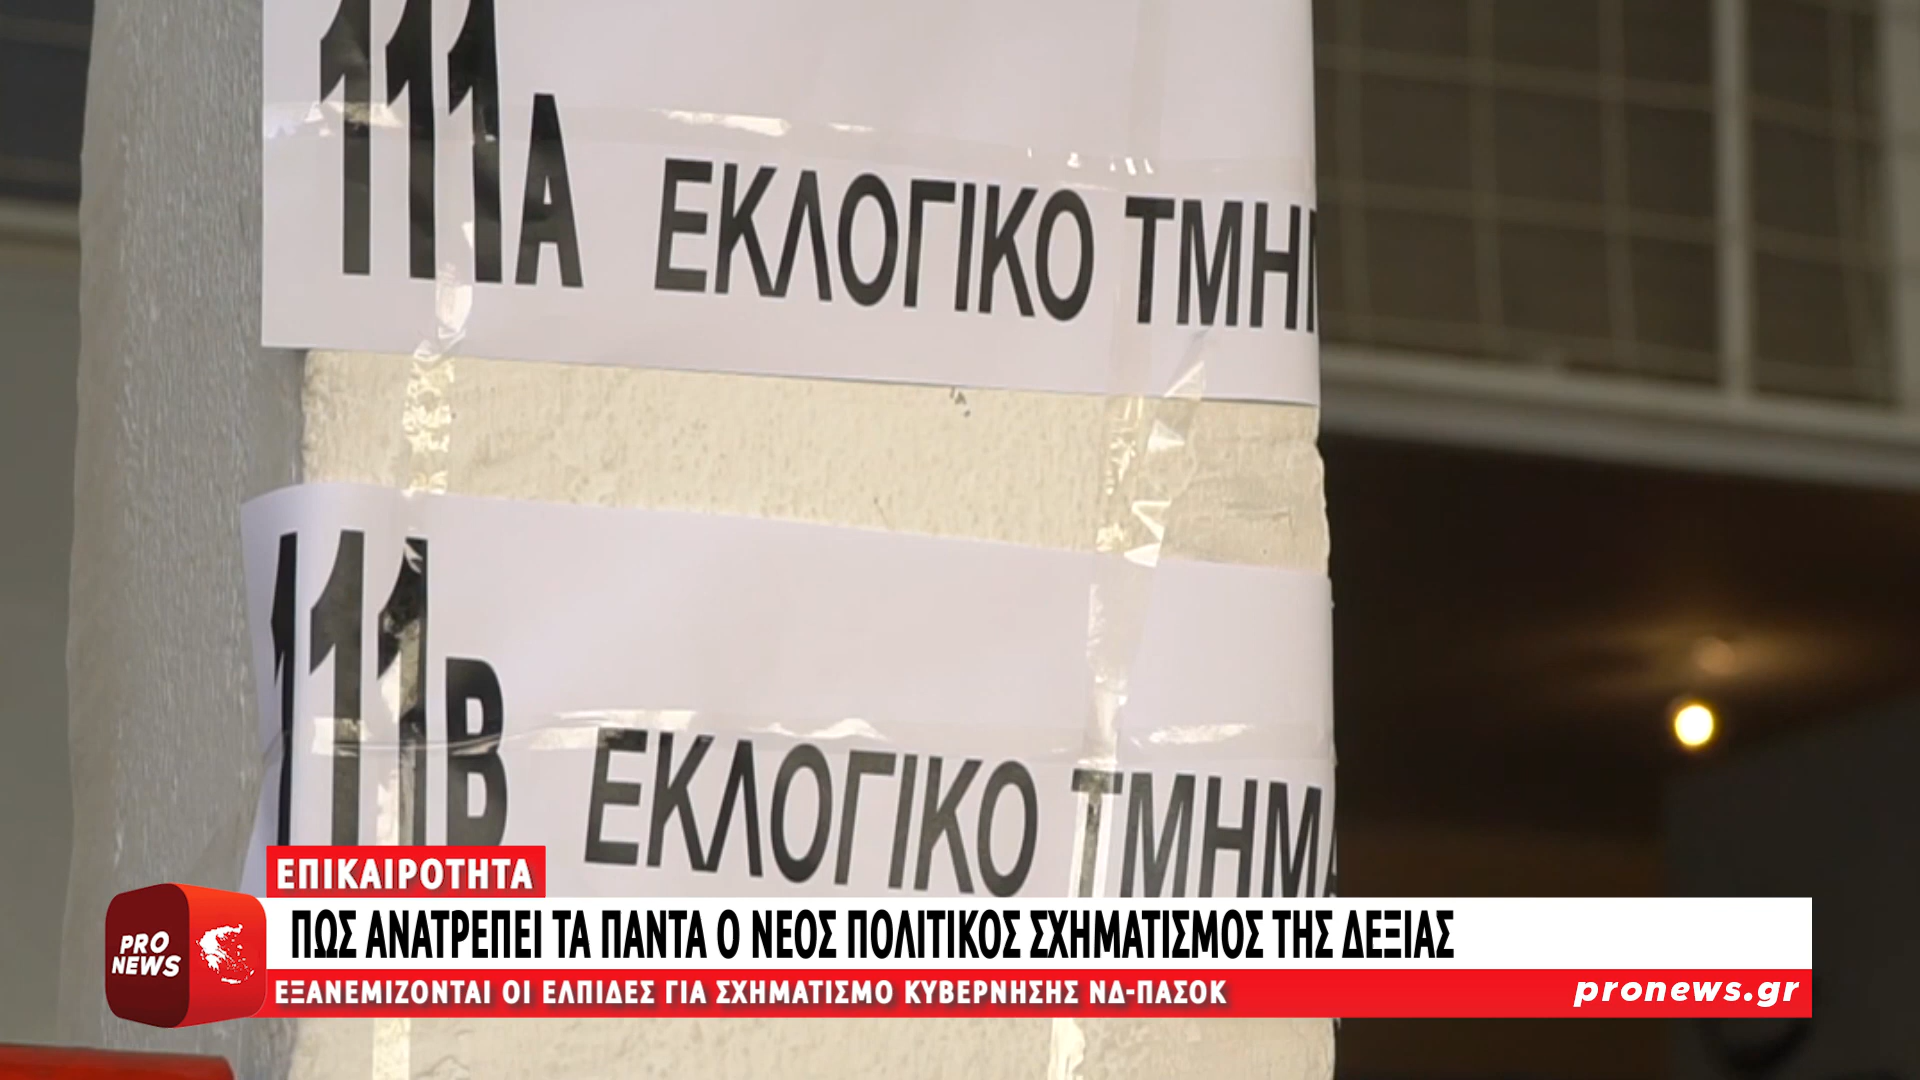 111Α ΕΚΛΟΓΙΚΟ ΤΜΗΜ
111Β ΕΚΛΟΓΙΚΟ ΤΜΗΜΑ
ΕΠΙΚΑΙΡΟΤΗΤΑ
ΠΩΣ ΑΝΑΤΡΕΠΕΙ ΤΑ ΠΑΝΤΑ Ο ΝΕΟΣ ΠΟΛΙΤΙΚΟΣ ΣΧΗΜΑΤΙΣΜΟΣ ΤΗΣ ΔΕΞΙΑΣ
PRO
NEWS
ΕΞΑΝΕΜΙΖΟΝΤΑΙ ΟΙ ΕΛΠΙΔΕΣ ΓΙΑ ΣΧΗΜΑΤΙΣΜΟ ΚΥΒΕΡΝΗΣΗΣ ΝΔ-ΠΑΣΟΚ
pronews.gr